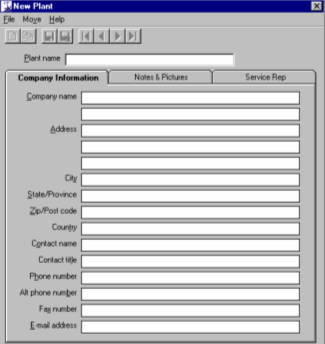 New Plant
File Move Help
Plant name
Company Information Notes & Pictures Service Rep
Company name
Address
City
State/Province
Zip/Post code
Country
Contact name
Contact title
Phone number
Alt phone number
Fax number
E-mail address